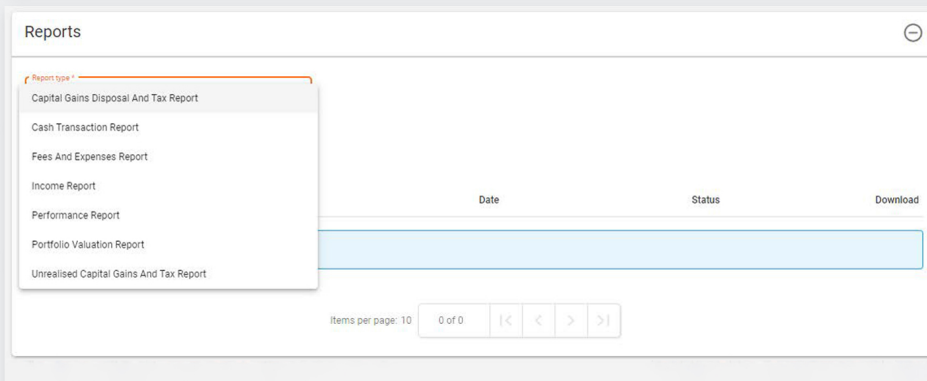 Reports
Report type *
Capital Gains Disposal And Tax Report
Cash Transaction Report
Fees And Expenses Report
Income Report
Performance Report
Portfolio Valuation Report
Unrealised Capital Gains And Tax Report
Date Status Download
Items per page: 10 0 of 0